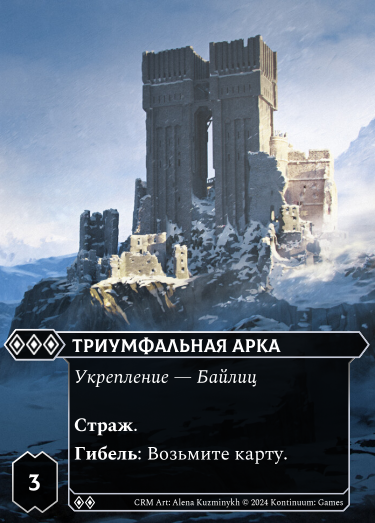 ТРИУМФАЛЬНАЯ АРКА
Укрепление — Байлиц
Страж.
Гибель: Возьмите карту.
3
CRM Art: Alena Kuzminykh © 2024 Kontinuum: Games